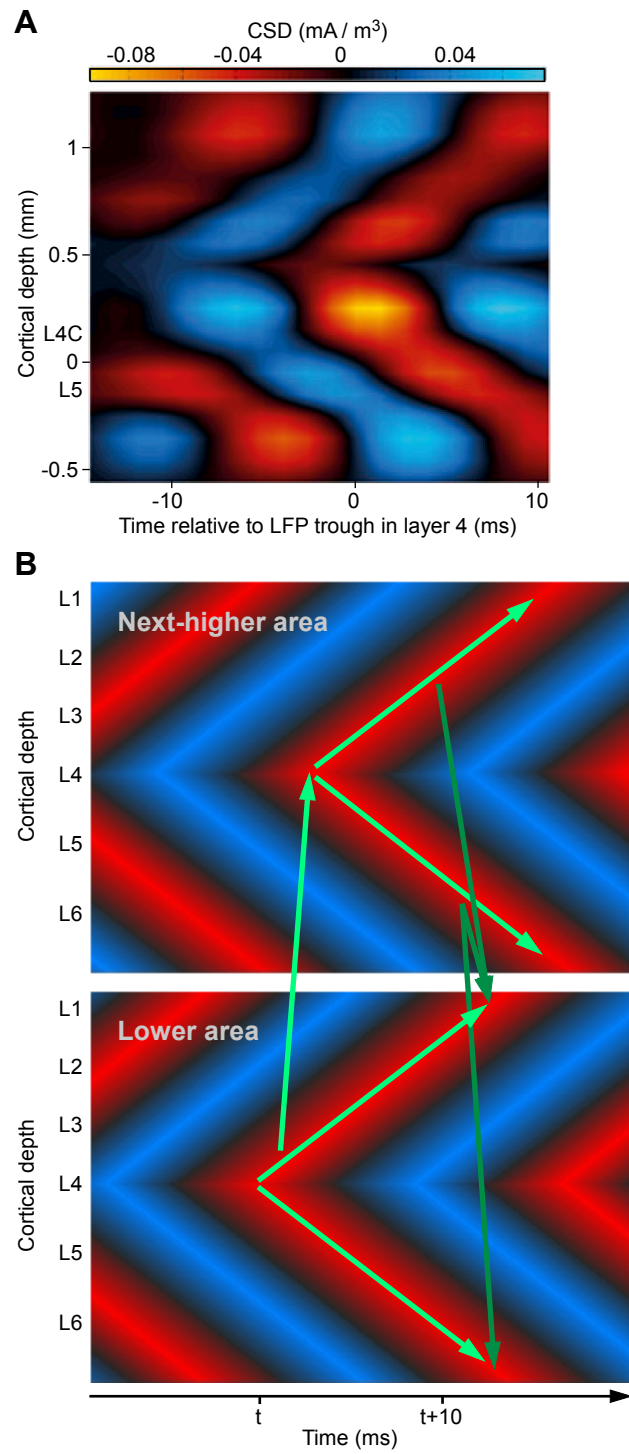 A
CSD (mA / m³)
-0.08 -0.04 0 0.04
Cortical depth (mm)
1
0.5
L4C
0
L5
-0.5
-10 0 10
Time relative to LFP trough in layer 4 (ms)
B
Next-higher area
Cortical depth
L1
L2
L3
L4
L5
L6
Lower area
Cortical depth
L1
L2
L3
L4
L5
L6
t t+10
Time (ms)